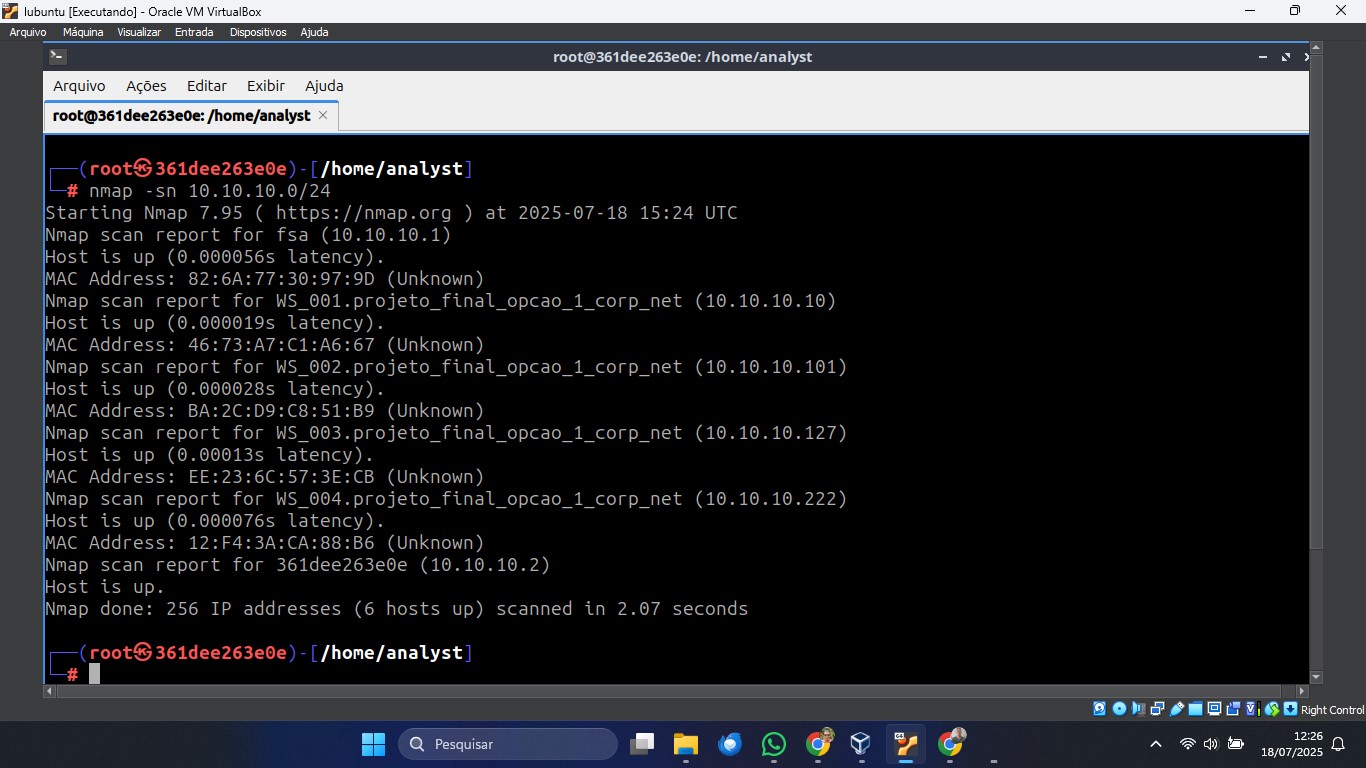 lubuntu [Executando] - Oracle VM VirtualBox
Arquivo Máquina Visualizar Entrada Dispositivos Ajuda
root@361dee263e0e: /home/analyst
Arquivo Ações Editar Exibir Ajuda
root@361dee263e0e: /home/analyst ×
┌──(root㉿361dee263e0e)-[/home/analyst]
└─# nmap -sn 10.10.10.0/24
Starting Nmap 7.95 ( https://nmap.org ) at 2025-07-18 15:24 UTC
Nmap scan report for fsa (10.10.10.1)
Host is up (0.000056s latency).
MAC Address: 82:6A:77:30:97:9D (Unknown)
Nmap scan report for WS_001.projeto_final_opcao_1_corp_net (10.10.10.10)
Host is up (0.000019s latency).
MAC Address: 46:73:A7:C1:A6:67 (Unknown)
Nmap scan report for WS_002.projeto_final_opcao_1_corp_net (10.10.10.101)
Host is up (0.000028s latency).
MAC Address: BA:2C:D9:C8:51:B9 (Unknown)
Nmap scan report for WS_003.projeto_final_opcao_1_corp_net (10.10.10.127)
Host is up (0.00013s latency).
MAC Address: EE:23:6C:57:3E:CB (Unknown)
Nmap scan report for WS_004.projeto_final_opcao_1_corp_net (10.10.10.222)
Host is up (0.000076s latency).
MAC Address: 12:F4:3A:CA:88:B6 (Unknown)
Nmap scan report for 361dee263e0e (10.10.10.2)
Host is up.
Nmap done: 256 IP addresses (6 hosts up) scanned in 2.07 seconds
┌──(root㉿361dee263e0e)-[/home/analyst]
└─#
Right Control
Pesquisar
12:26
18/07/2025